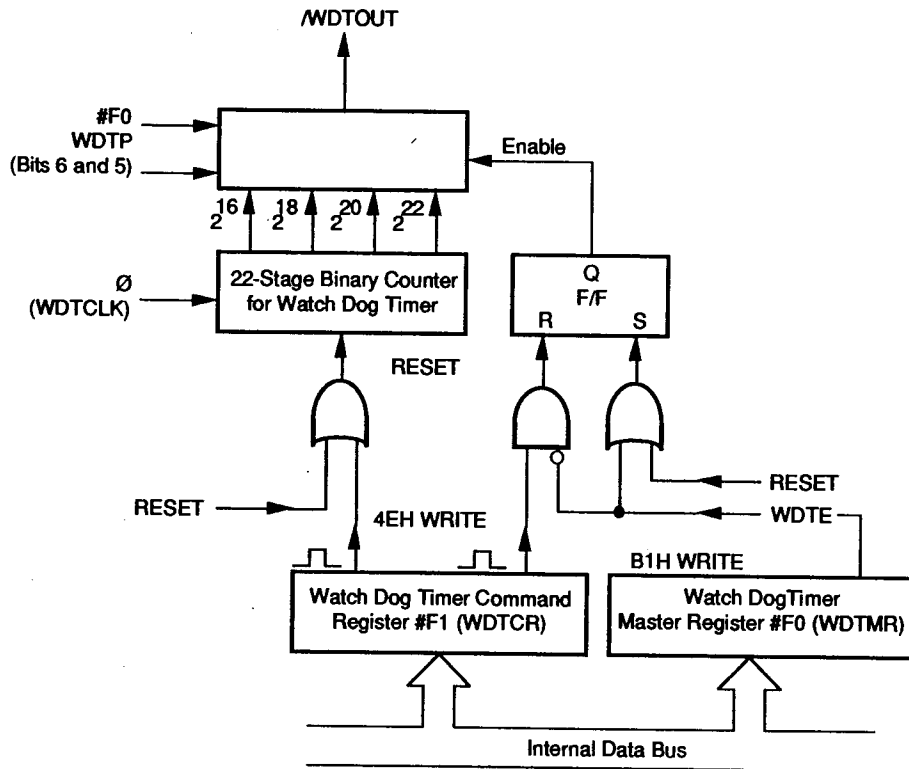 /WDTOUT
#F0
WDTP
(Bits 6 and 5)
Enable
2^16
2^18
2^20
2^22
Ø
(WDTCLK)
22-Stage Binary Counter
for Watch Dog Timer
Q
F/F
R
S
RESET
RESET
RESET
WDTE
4EH WRITE
B1H WRITE
Watch Dog Timer Command
Register #F1 (WDTCR)
Watch DogTimer
Master Register #F0 (WDTMR)
Internal Data Bus